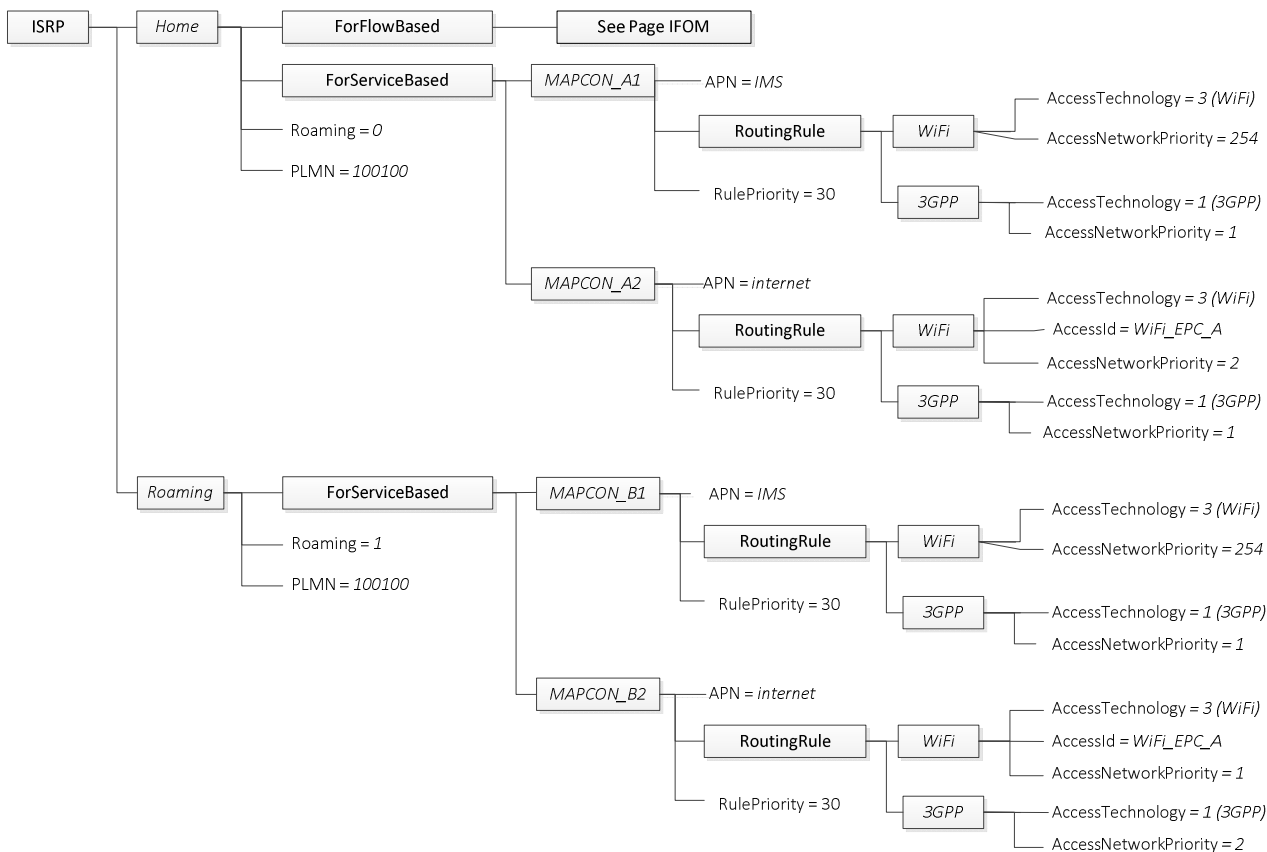 ISRP
Home
ForFlowBased
See Page IFOM
ForServiceBased
MAPCON_A1
APN = IMS
AccessTechnology = 3 (WiFi)
Roaming = 0
RoutingRule
WiFi
AccessNetworkPriority = 254
PLMN = 100100
RulePriority = 30
3GPP
AccessTechnology = 1 (3GPP)
AccessNetworkPriority = 1
MAPCON_A2
APN = internet
AccessTechnology = 3 (WiFi)
RoutingRule
WiFi
AccessId = WiFi_EPC_A
AccessNetworkPriority = 2
RulePriority = 30
3GPP
AccessTechnology = 1 (3GPP)
AccessNetworkPriority = 1
Roaming
ForServiceBased
MAPCON_B1
APN = IMS
AccessTechnology = 3 (WiFi)
Roaming = 1
RoutingRule
WiFi
AccessNetworkPriority = 254
PLMN = 100100
RulePriority = 30
3GPP
AccessTechnology = 1 (3GPP)
AccessNetworkPriority = 1
MAPCON_B2
APN = internet
AccessTechnology = 3 (WiFi)
RoutingRule
WiFi
AccessId = WiFi_EPC_A
AccessNetworkPriority = 1
RulePriority = 30
3GPP
AccessTechnology = 1 (3GPP)
AccessNetworkPriority = 2